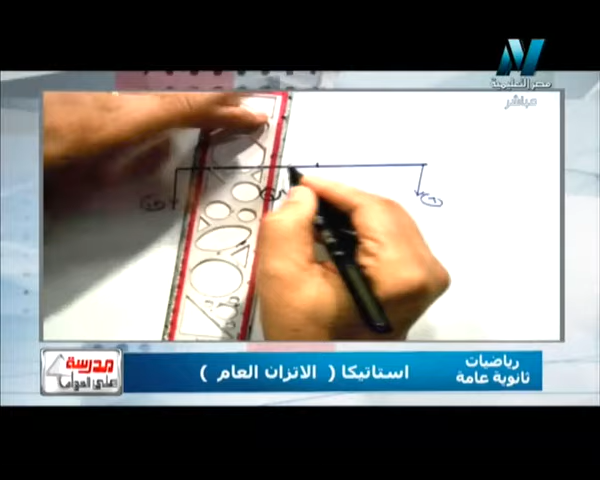 مصر التعليمية
مباشر
رياضيات
ثانوية عامة
استاتيكا ( الاتزان العام )
مدرسة
على الهواء